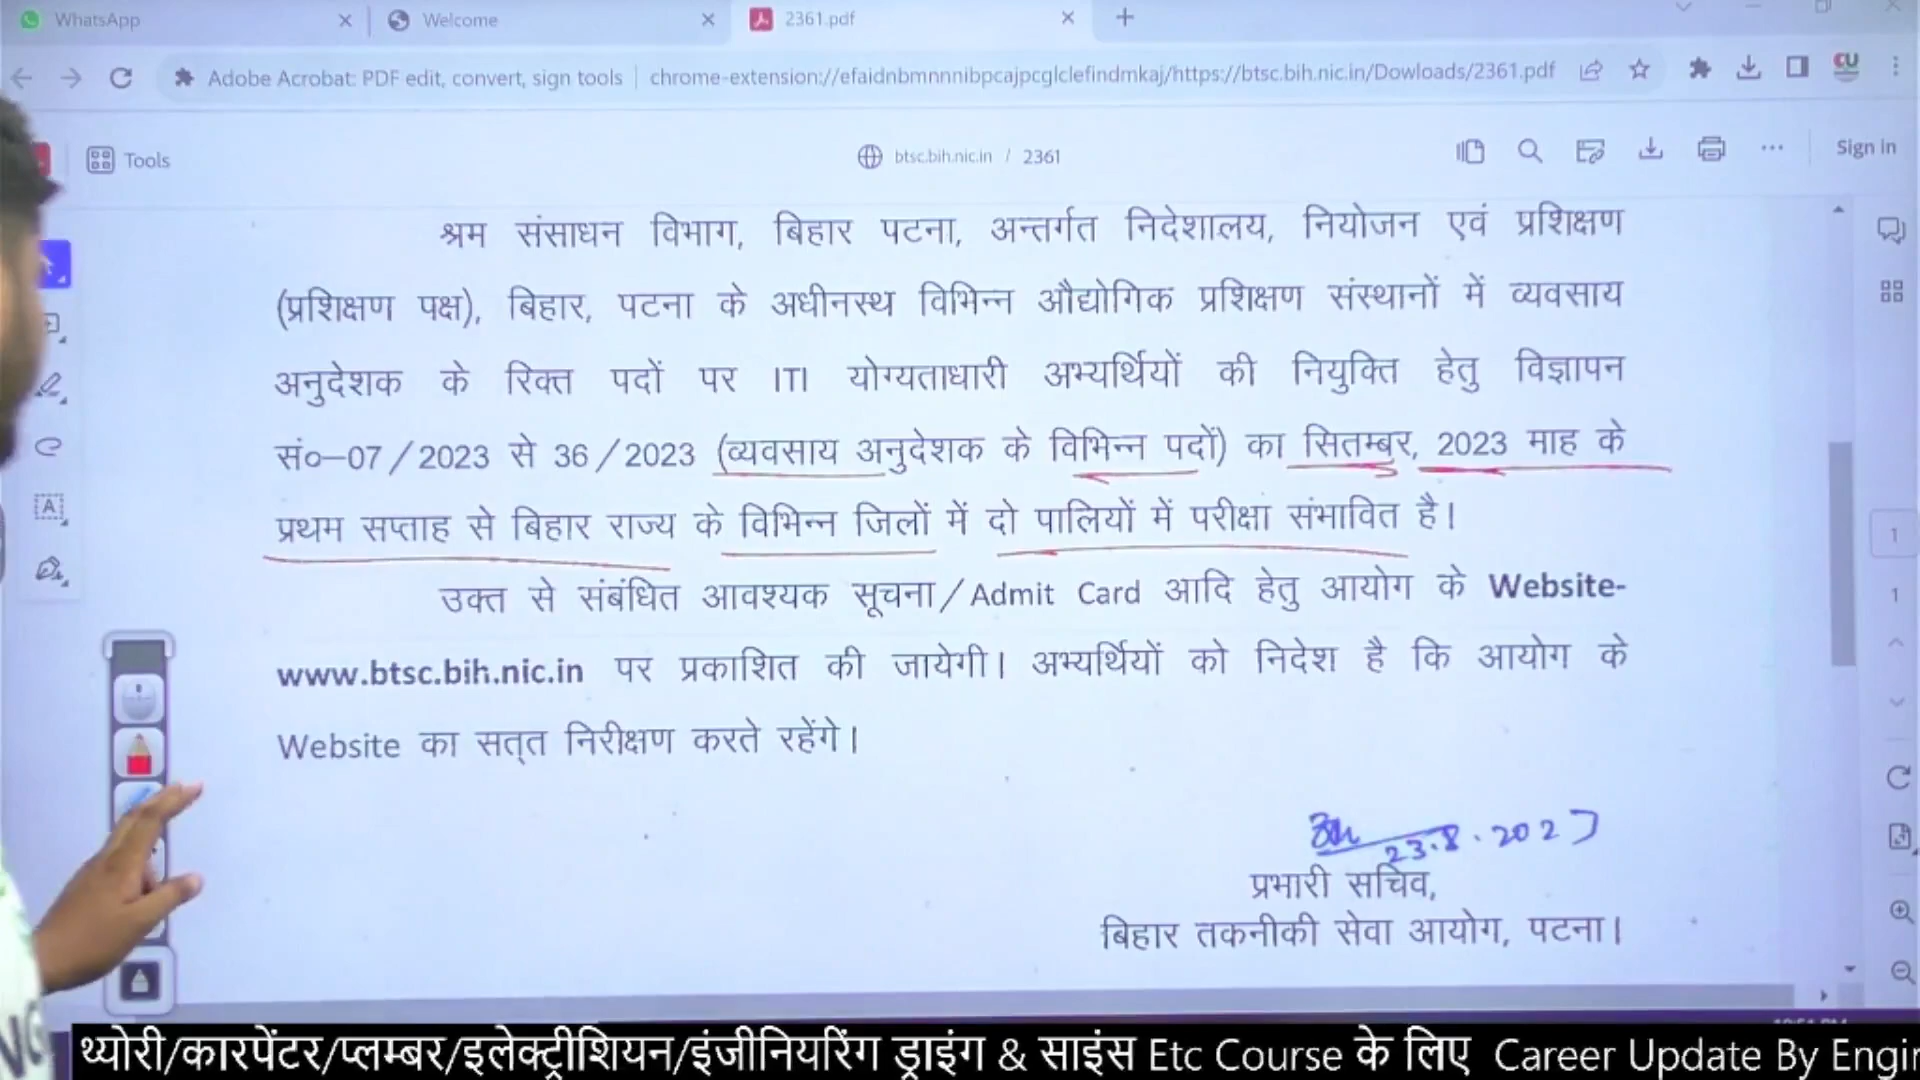 WhatsApp
Welcome
2361.pdf
Adobe Acrobat: PDF edit, convert, sign tools
chrome-extension://efaidnbmnnnibpcajpcglclefindmkaj/https://btsc.bih.nic.in/Dowloads/2361.pdf
CU
Tools
btsc.bih.nic.in / 2361
Sign in
श्रम संसाधन विभाग, बिहार पटना, अन्तर्गत निदेशालय, नियोजन एवं प्रशिक्षण
(प्रशिक्षण पक्ष), बिहार, पटना के अधीनस्थ विभिन्न औद्योगिक प्रशिक्षण संस्थानों में व्यवसाय
अनुदेशक के रिक्त पदों पर ITI योग्यताधारी अभ्यर्थियों की नियुक्ति हेतु विज्ञापन
सं०–07/2023 से 36/2023 (व्यवसाय अनुदेशक के विभिन्न पदों) का सितम्बर, 2023 माह के
प्रथम सप्ताह से बिहार राज्य के विभिन्न जिलों में दो पालियों में परीक्षा संभावित है।
उक्त से संबंधित आवश्यक सूचना/Admit Card आदि हेतु आयोग के Website-
www.btsc.bih.nic.in पर प्रकाशित की जायेगी। अभ्यर्थियों को निदेश है कि आयोग के
Website का सत्त निरीक्षण करते रहेंगे।
23.8.2023
प्रभारी सचिव,
बिहार तकनीकी सेवा आयोग, पटना।
1
1
थ्योरी/कारपेंटर/प्लम्बर/इलेक्ट्रीशियन/इंजीनियरिंग ड्राइंग & साइंस Etc Course के लिए Career Update By Engi